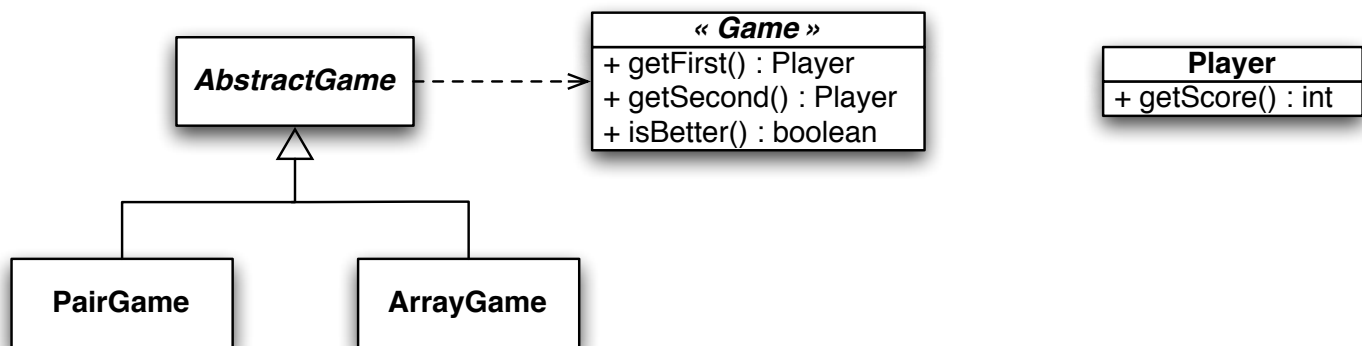 AbstractGame
« Game »
+ getFirst() : Player
+ getSecond() : Player
+ isBetter() : boolean
Player
+ getScore() : int
PairGame
ArrayGame